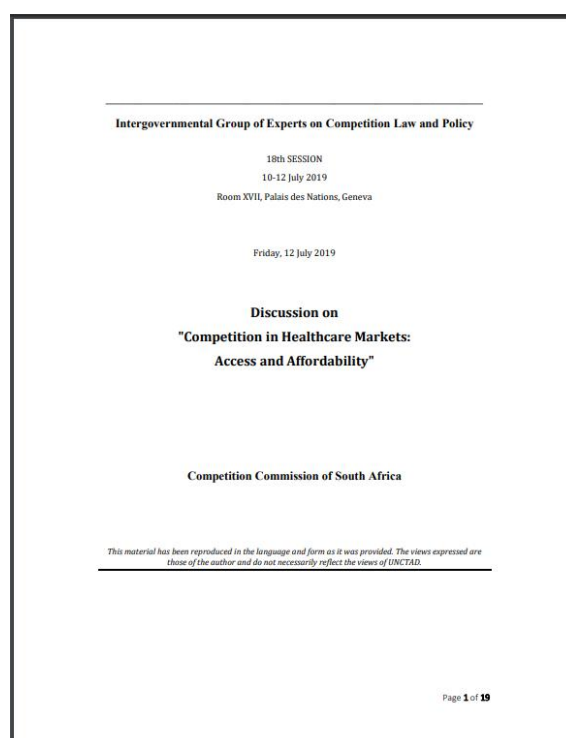 Intergovernmental Group of Experts on Competition Law and Policy
18th SESSION
10-12 July 2019
Room XVII, Palais des Nations, Geneva
Friday, 12 July 2019
Discussion on
"Competition in Healthcare Markets:
Access and Affordability"
Competition Commission of South Africa
This material has been reproduced in the language and form as it was provided. The views expressed are
those of the author and do not necessarily reflect the views of UNCTAD.
Page 1 of 19